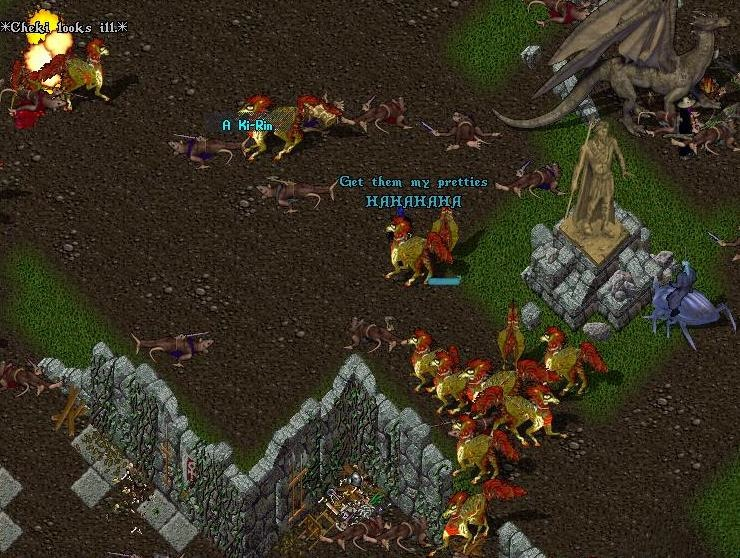 *Cheki looks ill.*
A Ki-Rin
Get them my pretties
HAHAHAHA